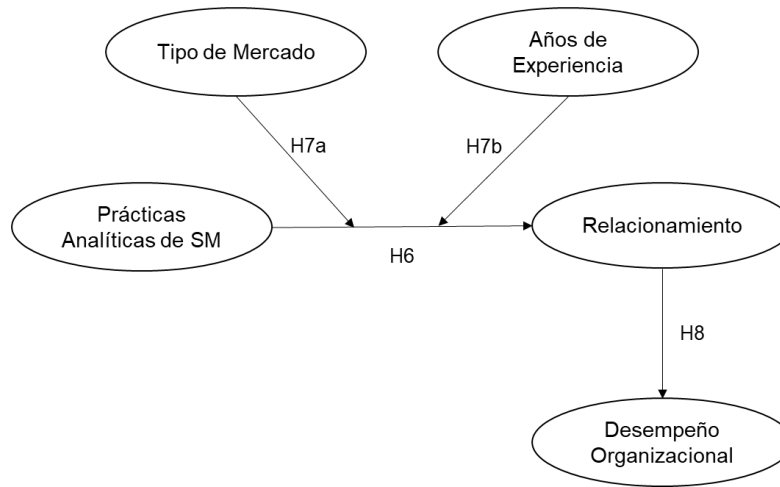 Tipo de Mercado
Años de
Experiencia
H7a
H7b
Prácticas
Analíticas de SM
Relacionamiento
H6
H8
Desempeño
Organizacional